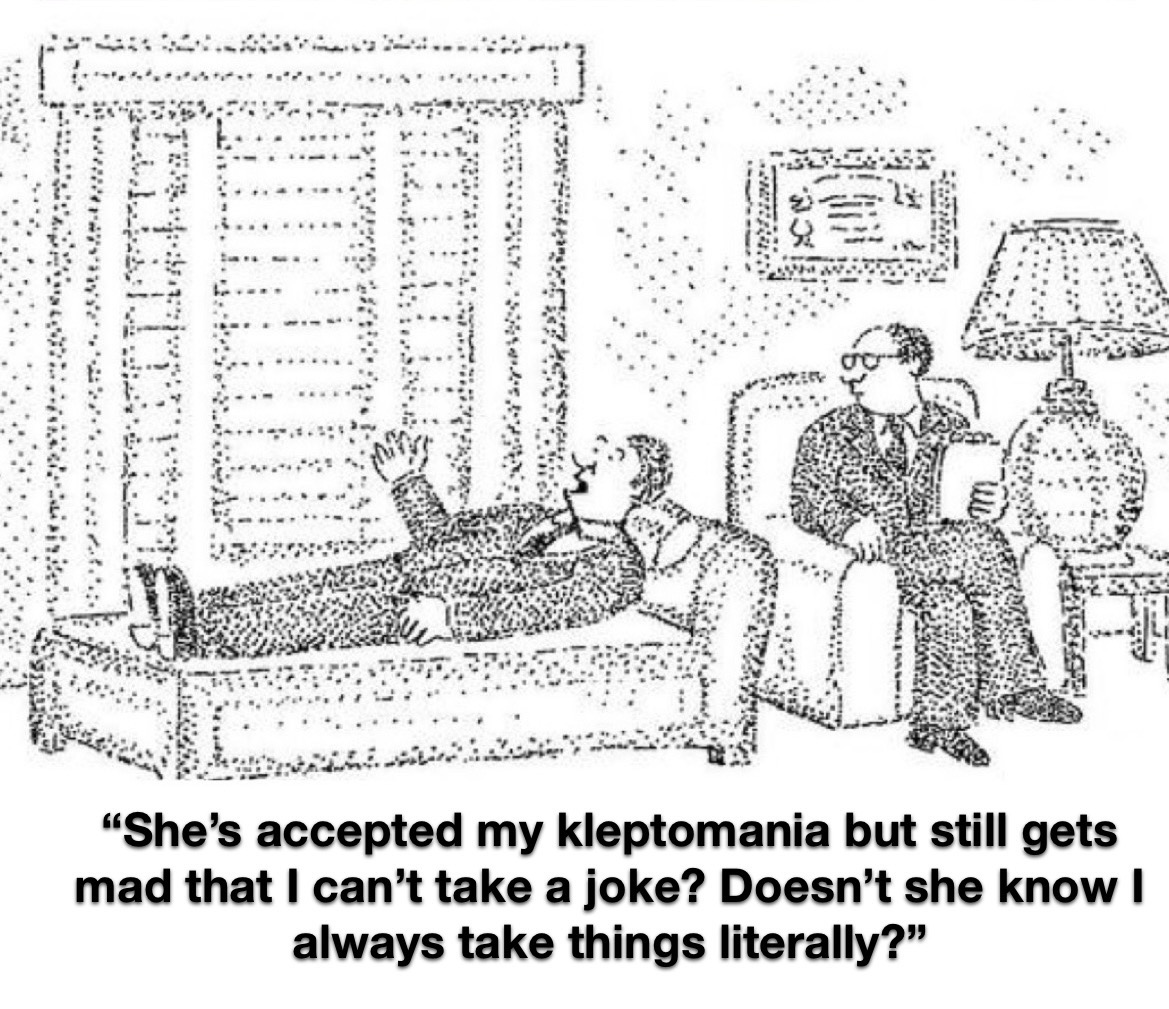 “She’s accepted my kleptomania but still gets
mad that I can’t take a joke? Doesn’t she know I
always take things literally?”